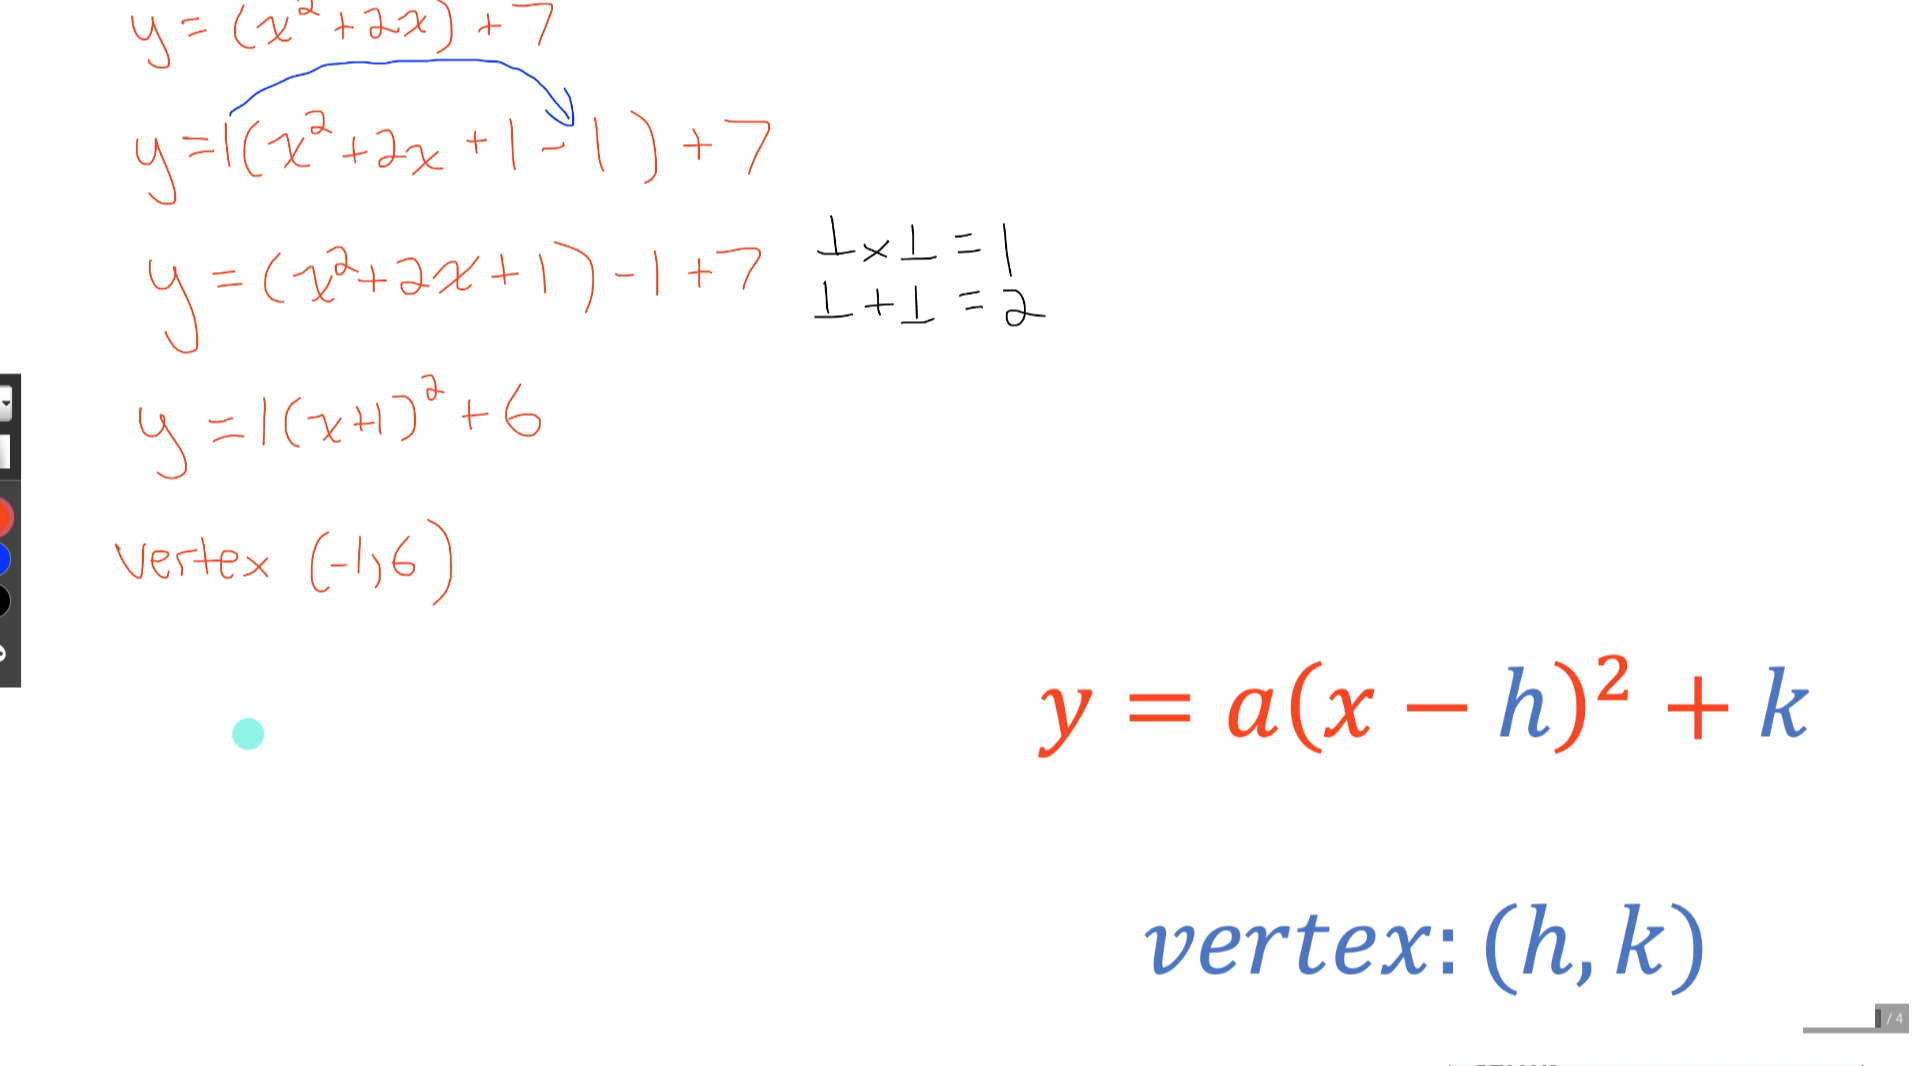 y = (x² + 2x) + 7
y = 1(x² + 2x + 1 - 1) + 7
y = (x² + 2x + 1) - 1 + 7
1 × 1 = 1
1 + 1 = 2
y = 1(x+1)² + 6
vertex (-1, 6)
y = a(x − h)² + k
vertex: (h, k)
/ 4